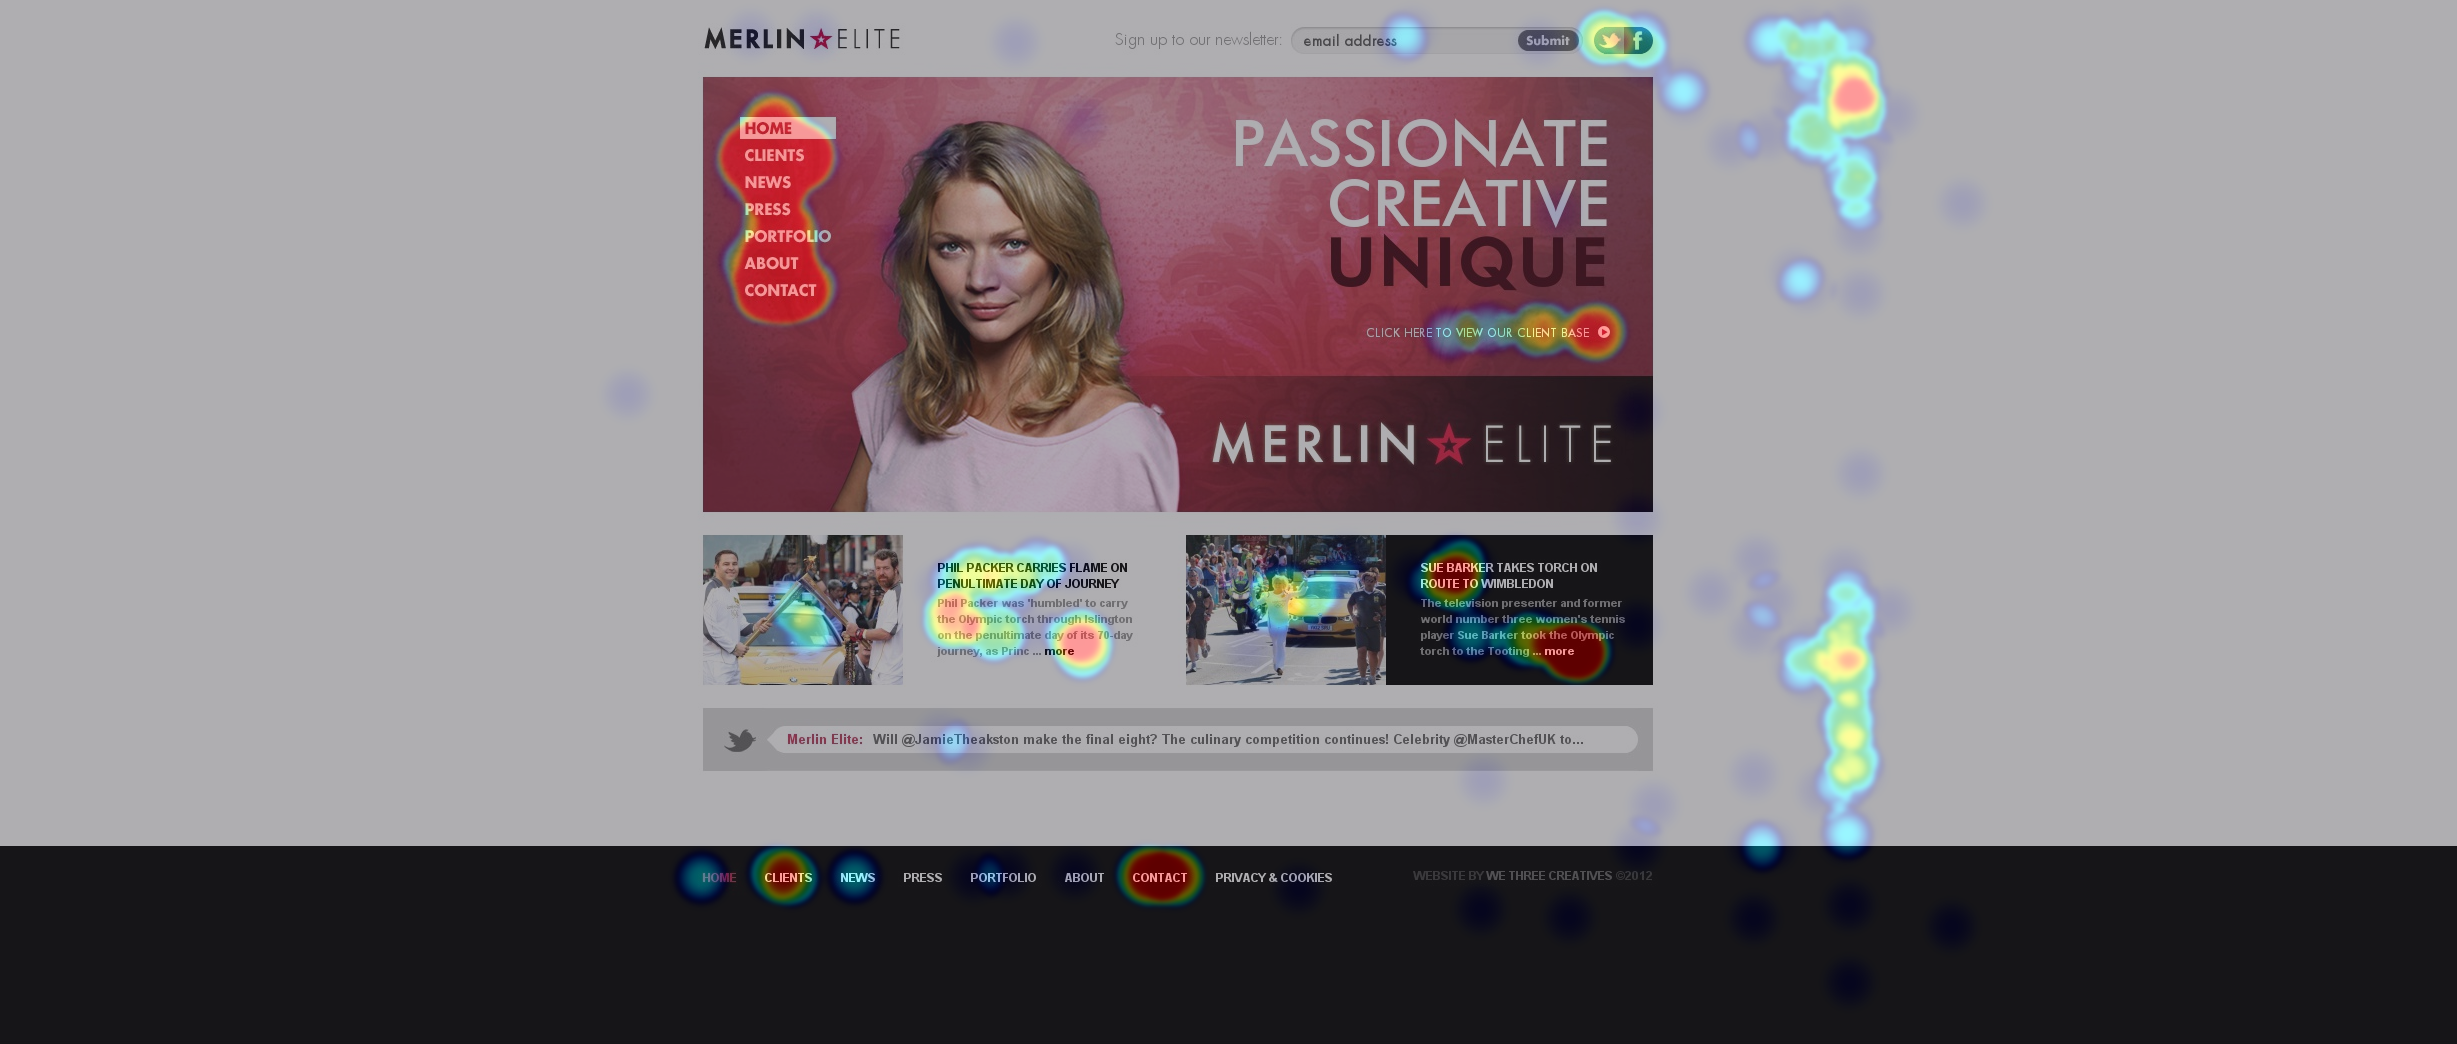 MERLIN ELITE
Sign up to our newsletter:
email address
Submit
HOME
CLIENTS
NEWS
PRESS
PORTFOLIO
ABOUT
CONTACT
PASSIONATE
CREATIVE
UNIQUE
CLICK HERE TO VIEW OUR CLIENT BASE
MERLIN ELITE
PHIL PACKER CARRIES FLAME ON
PENULTIMATE DAY OF JOURNEY
Phil Packer was 'humbled' to carry
the Olympic torch through Islington
on the penultimate day of its 70-day
journey, as Princ ... more
SUE BARKER TAKES TORCH ON
ROUTE TO WIMBLEDON
The television presenter and former
world number three women's tennis
player Sue Barker took the Olympic
torch to the Tooting ... more
Merlin Elite: Will @JamieTheakston make the final eight? The culinary competition continues! Celebrity @MasterChefUK to...
HOME CLIENTS NEWS PRESS PORTFOLIO ABOUT CONTACT PRIVACY & COOKIES
WEBSITE BY WE THREE CREATIVES ©2012